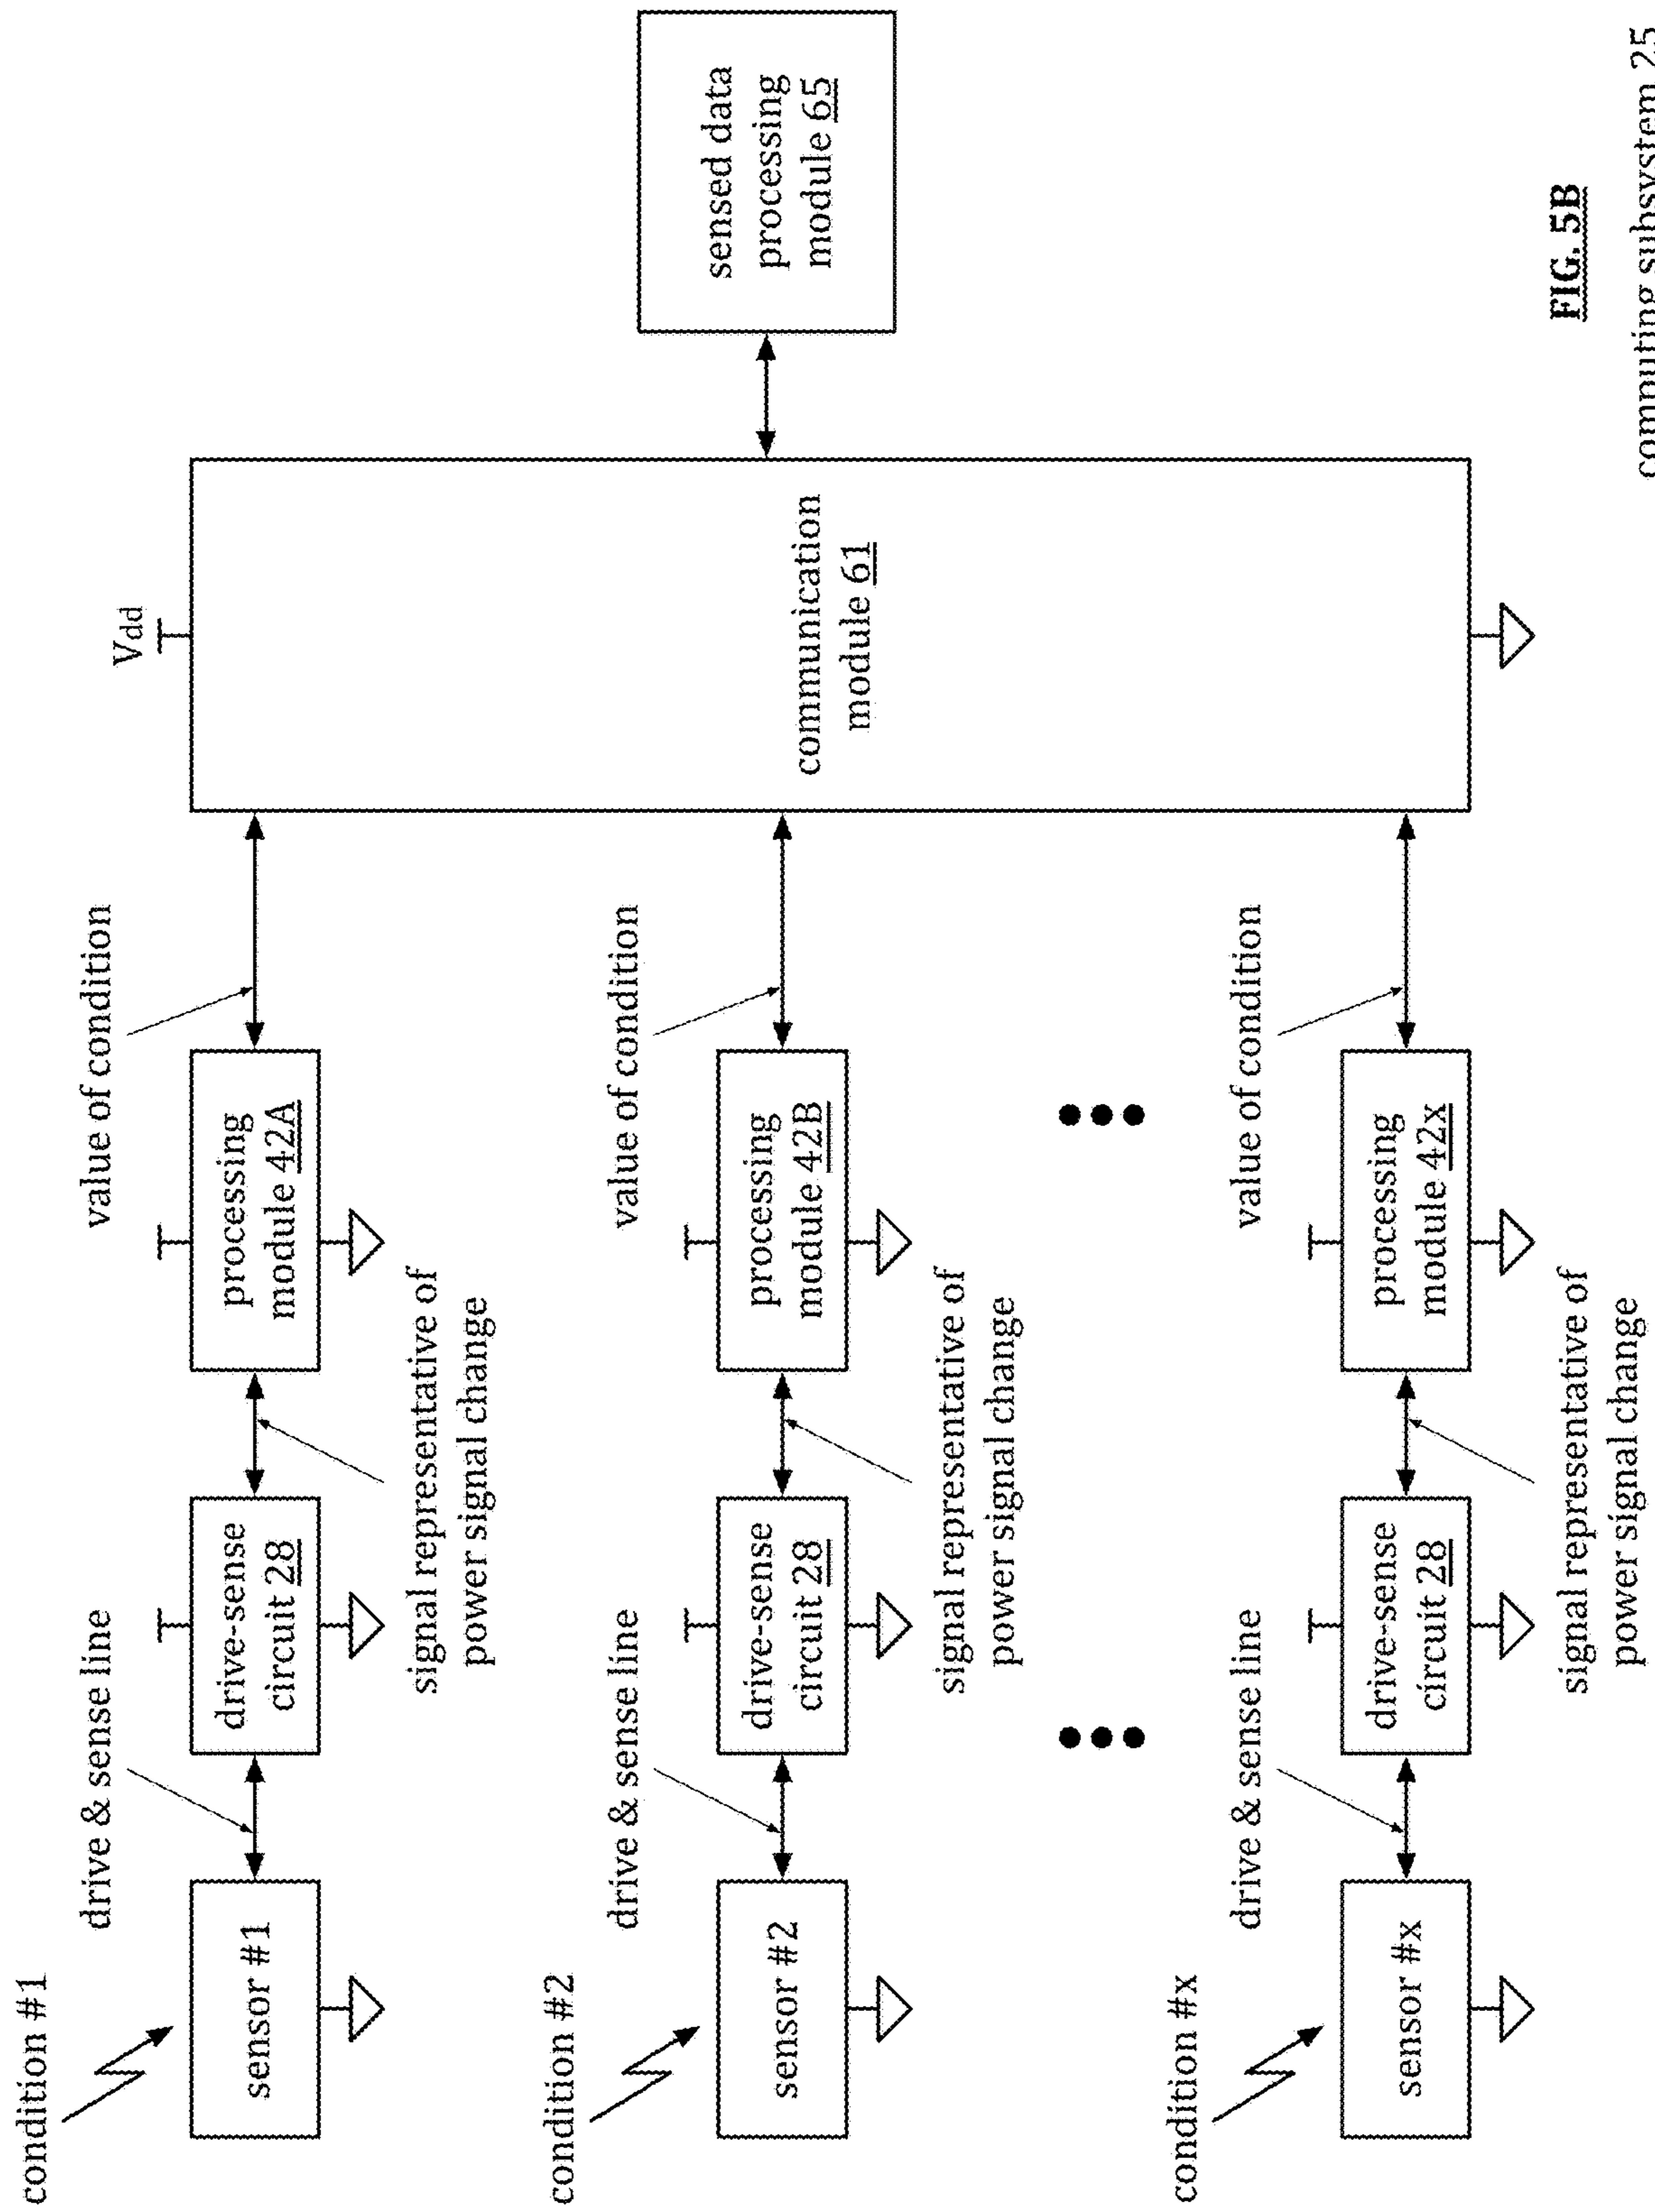 condition #1
drive & sense line
value of condition
Vdd
sensor #1
drive-sense
circuit 28
processing
module 42A
signal representative of
power signal change
condition #2
drive & sense line
value of condition
sensor #2
drive-sense
circuit 28
processing
module 42B
signal representative of
power signal change
communication
module 61
sensed data
processing
module 65
condition #x
drive & sense line
value of condition
sensor #x
drive-sense
circuit 28
processing
module 42x
signal representative of
power signal change
FIG. 5B
computing subsystem 25